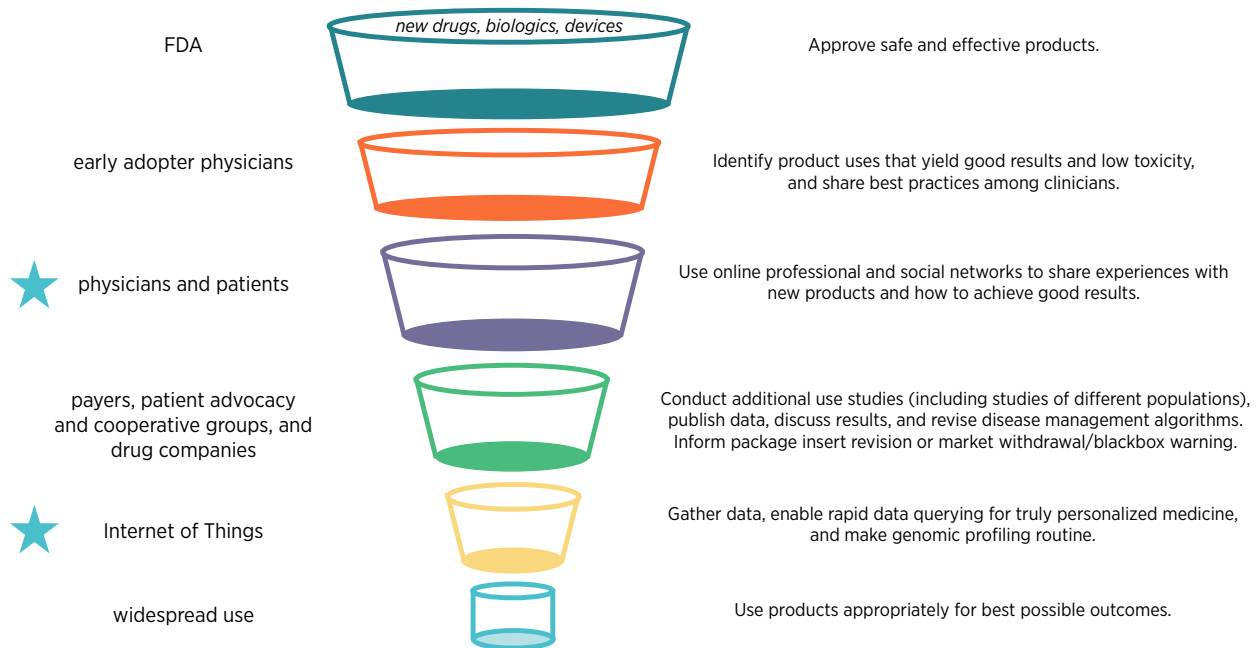 new drugs, biologics, devices
FDA
Approve safe and effective products.
early adopter physicians
Identify product uses that yield good results and low toxicity,
and share best practices among clinicians.
physicians and patients
Use online professional and social networks to share experiences with
new products and how to achieve good results.
payers, patient advocacy
and cooperative groups, and
drug companies
Conduct additional use studies (including studies of different populations),
publish data, discuss results, and revise disease management algorithms.
Inform package insert revision or market withdrawal/blackbox warning.
Internet of Things
Gather data, enable rapid data querying for truly personalized medicine,
and make genomic profiling routine.
widespread use
Use products appropriately for best possible outcomes.